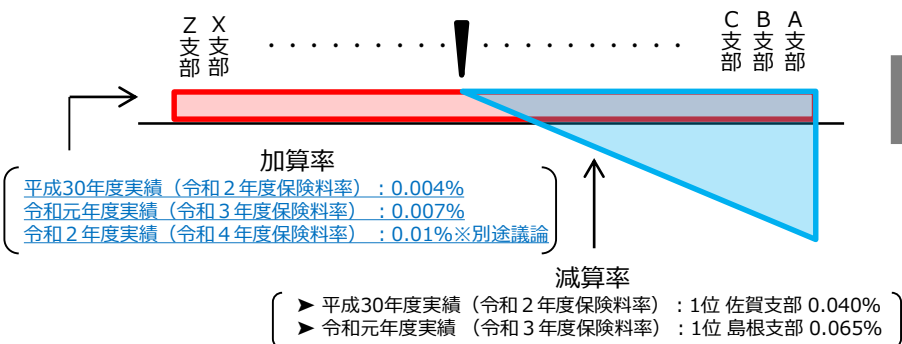 Z支部
X支部
・・・・・・・・・・・・・・・・・・
C支部
B支部
A支部
加算率
平成30年度実績（令和２年度保険料率）：0.004%
令和元年度実績（令和３年度保険料率）：0.007%
令和２年度実績（令和４年度保険料率）：0.01%※別途議論
減算率
➤ 平成30年度実績（令和２年度保険料率）：1位 佐賀支部 0.040%
➤ 令和元年度実績 （令和３年度保険料率）：1位 島根支部 0.065%